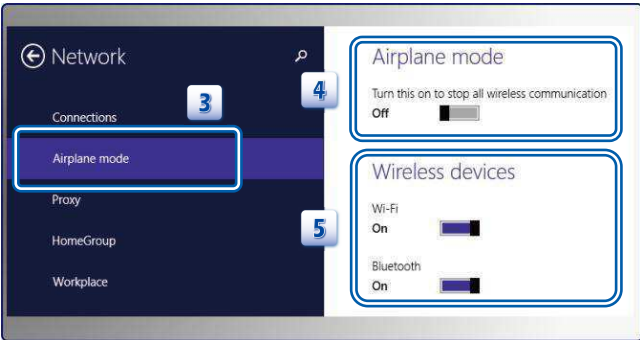 Network
3
Connections
Airplane mode
Proxy
HomeGroup
Workplace
4
Airplane mode
Turn this on to stop all wireless communication
Off
5
Wireless devices
Wi-Fi
On
Bluetooth
On